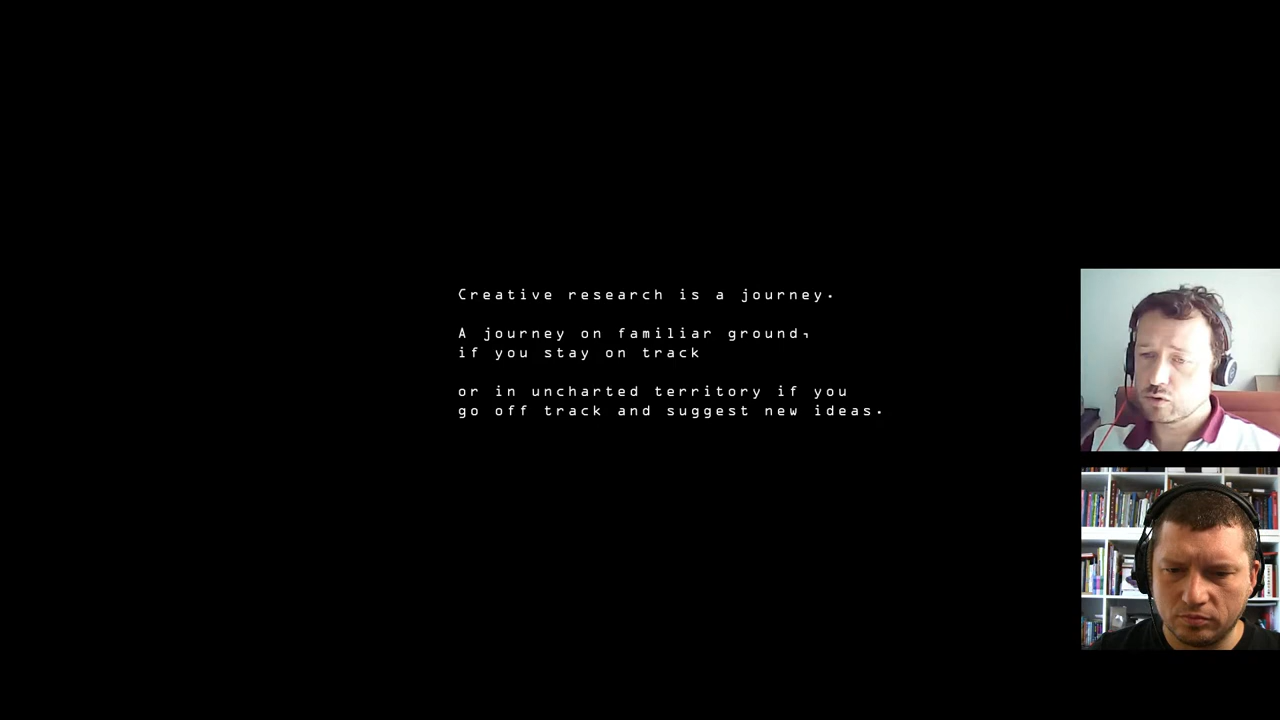 Creative research is a journey.
A journey on familiar ground,
if you stay on track
or in uncharted territory if you
go off track and suggest new ideas.